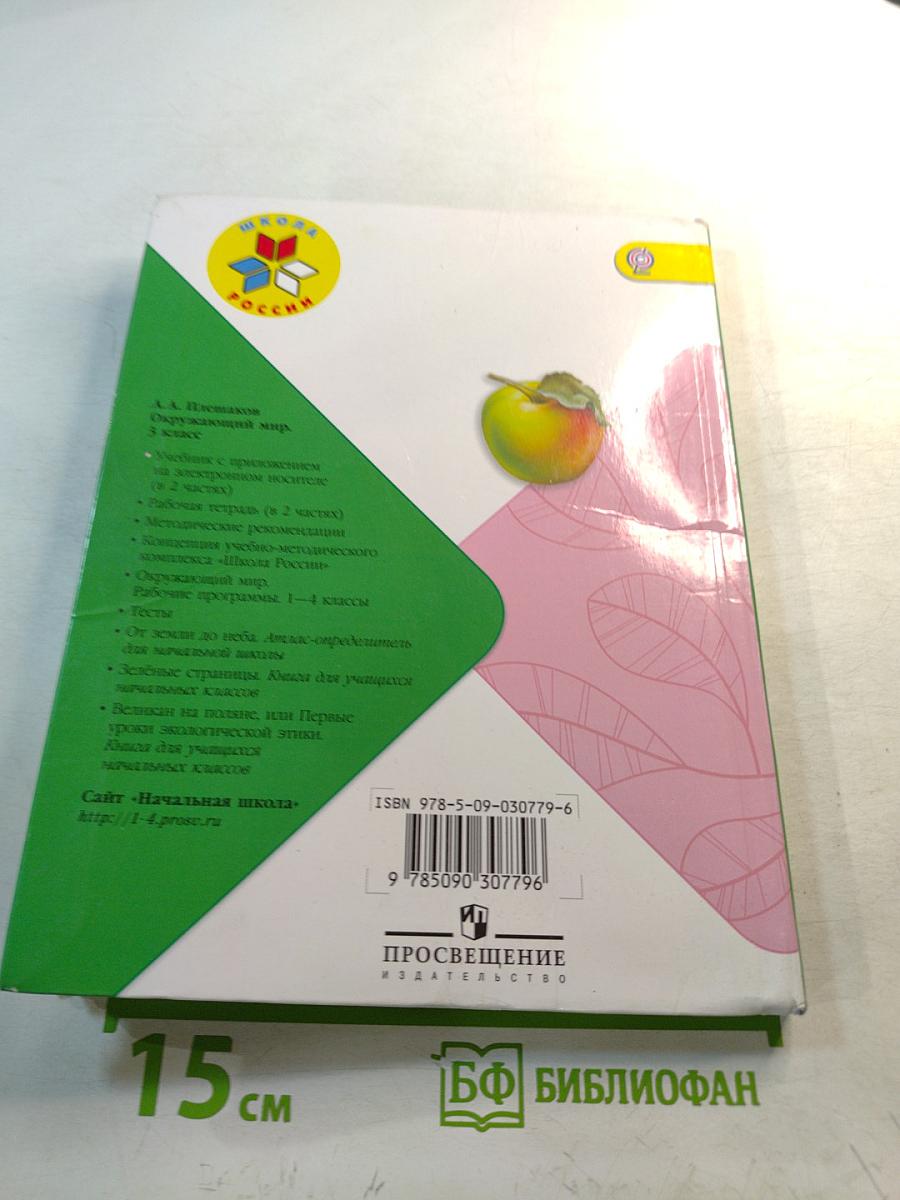 ШКОЛА
РОССИИ
А. А. Плешаков
Окружающий мир.
3 класс
• Учебник с приложением
на электронном носителе
(в 2 частях)
• Рабочая тетрадь (в 2 частях)
• Методические рекомендации
• Концепция учебно-методического
комплекса «Школа России»
• Окружающий мир.
Рабочие программы. 1—4 классы
• Тесты
• От земли до неба. Атлас-определитель
для начальной школы
• Зелёные страницы. Книга для учащихся
начальных классов
• Великан на поляне, или Первые
уроки экологической этики.
Книга для учащихся
начальных классов
Сайт «Начальная школа»
http://1-4.prosv.ru
ISBN 978-5-09-030779-6
9 785090 307796
ПРОСВЕЩЕНИЕ
ИЗДАТЕЛЬСТВО
15 см
БФ БИБЛИОФАН